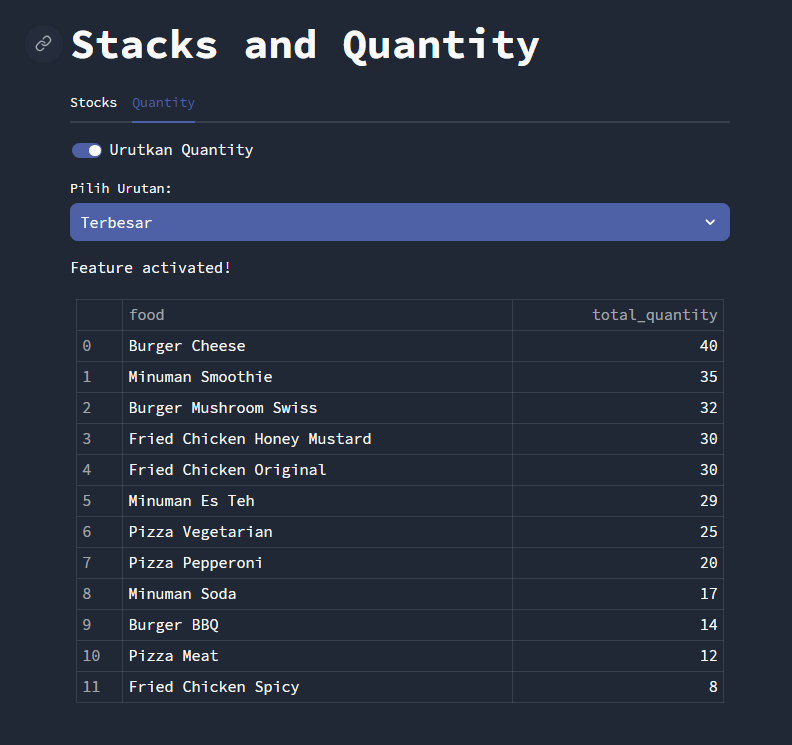 Stacks and Quantity
Stocks Quantity
Urutkan Quantity
Pilih Urutan:
Terbesar
Feature activated!
food total_quantity
0 Burger Cheese 40
1 Minuman Smoothie 35
2 Burger Mushroom Swiss 32
3 Fried Chicken Honey Mustard 30
4 Fried Chicken Original 30
5 Minuman Es Teh 29
6 Pizza Vegetarian 25
7 Pizza Pepperoni 20
8 Minuman Soda 17
9 Burger BBQ 14
10 Pizza Meat 12
11 Fried Chicken Spicy 8